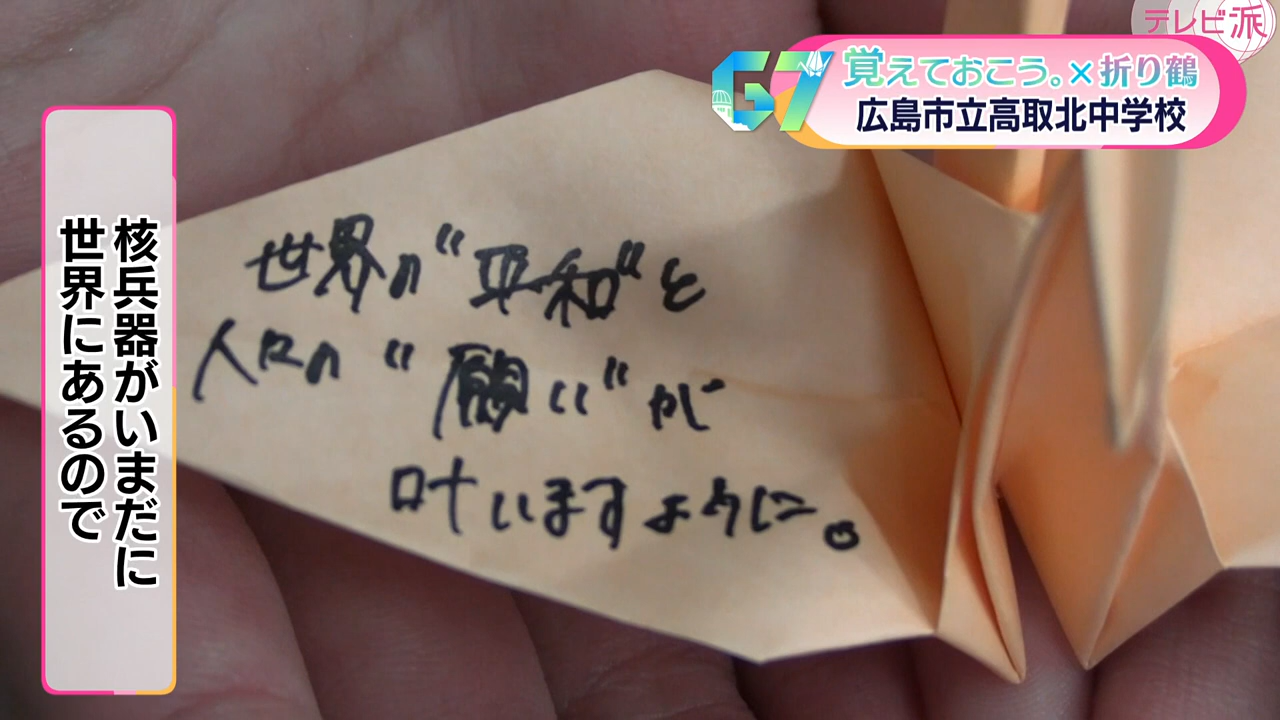 テレビ派
G7 覚えておこう。×折り鶴
広島市立高取北中学校
核兵器がいまだに
世界にあるので
世界の“平和”と
人々の“願い”が
叶いますように。